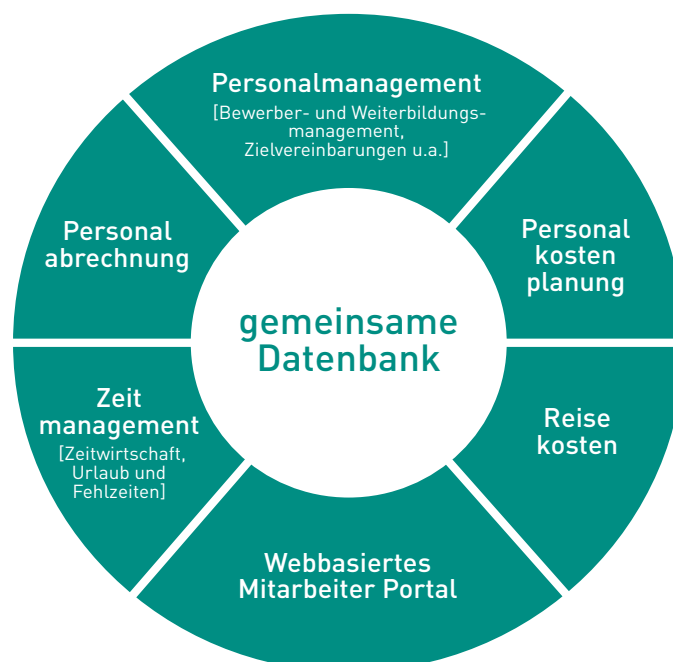 Personalmanagement
[Bewerber- und Weiterbildungs-
management,
Zielvereinbarungen u.a.]
Personal
kosten
planung
Reise
kosten
Webbasiertes
Mitarbeiter Portal
Zeit
management
[Zeitwirtschaft,
Urlaub und
Fehlzeiten]
Personal
abrechnung
gemeinsame
Datenbank